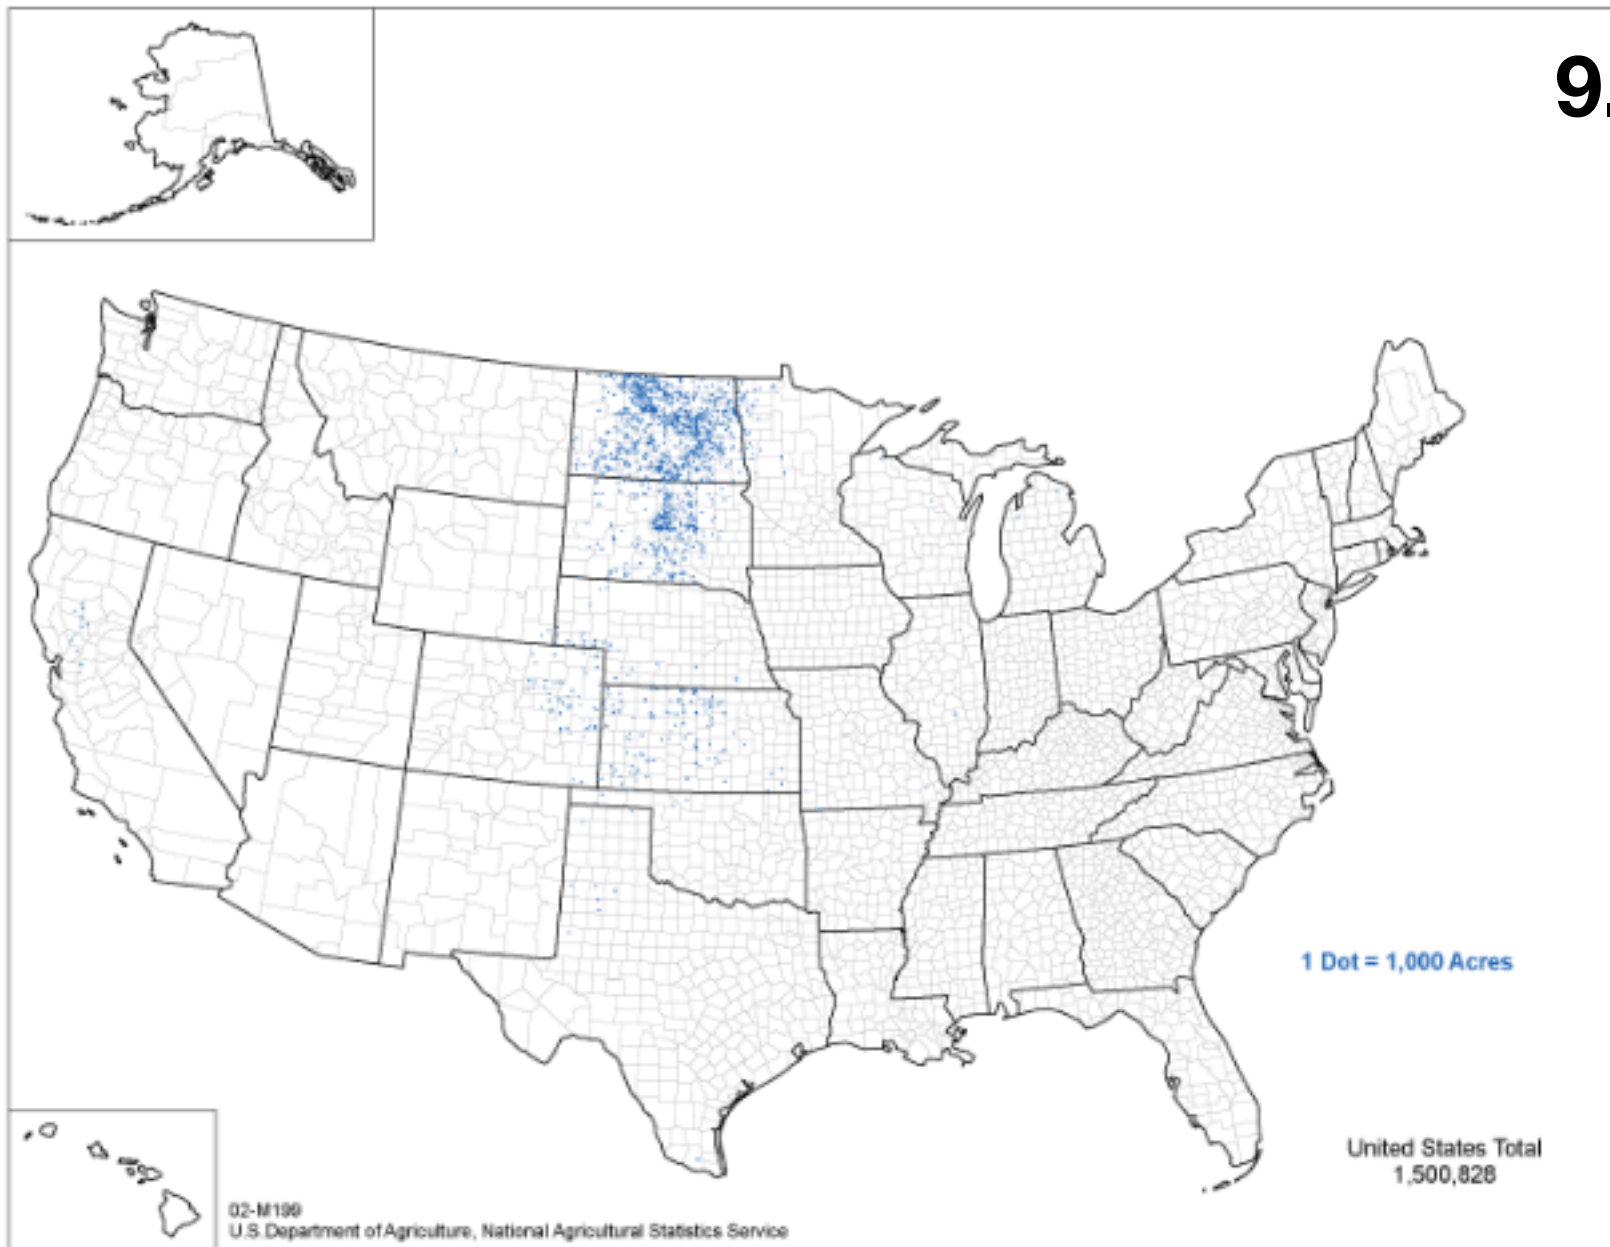 9.
1 Dot = 1,000 Acres
United States Total
1,500,828
02-M199
U.S.Department of Agriculture, National Agricultural Statistics Service